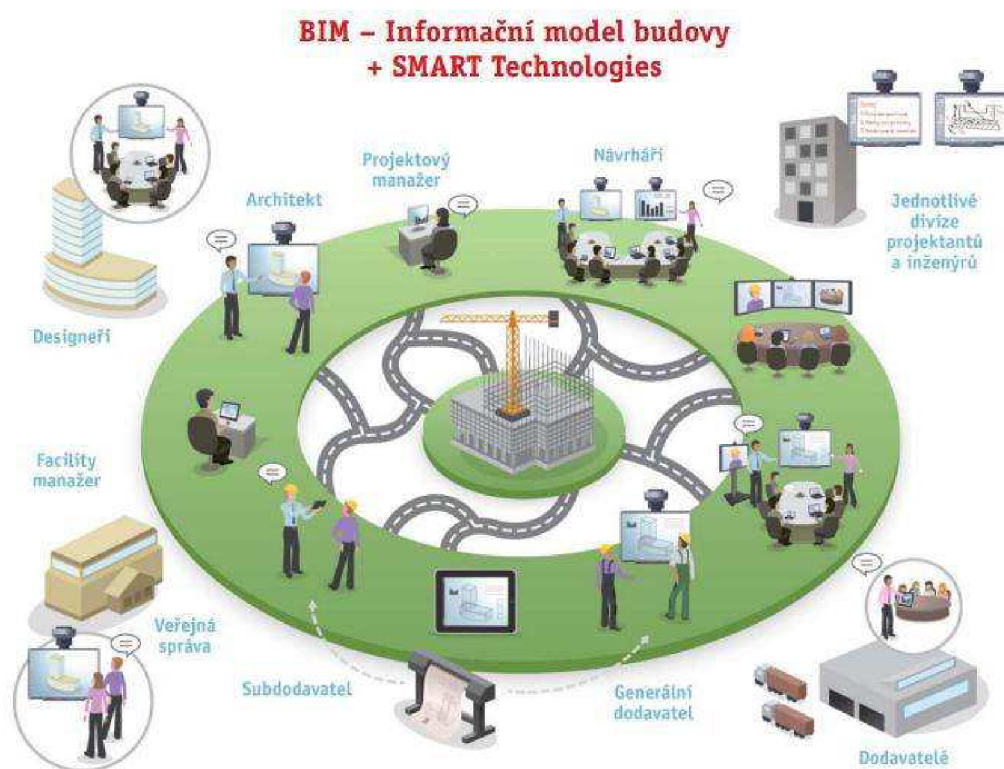 BIM – Informační model budovy
+ SMART Technologies
Projektový
manažer
Návrháři
Architekt
Jednotlivé
divize
projektantů
a inženýrů
Designeři
Facility
manažer
Veřejná
správa
Subdodavatel
Generální
dodavatel
Dodavatelé